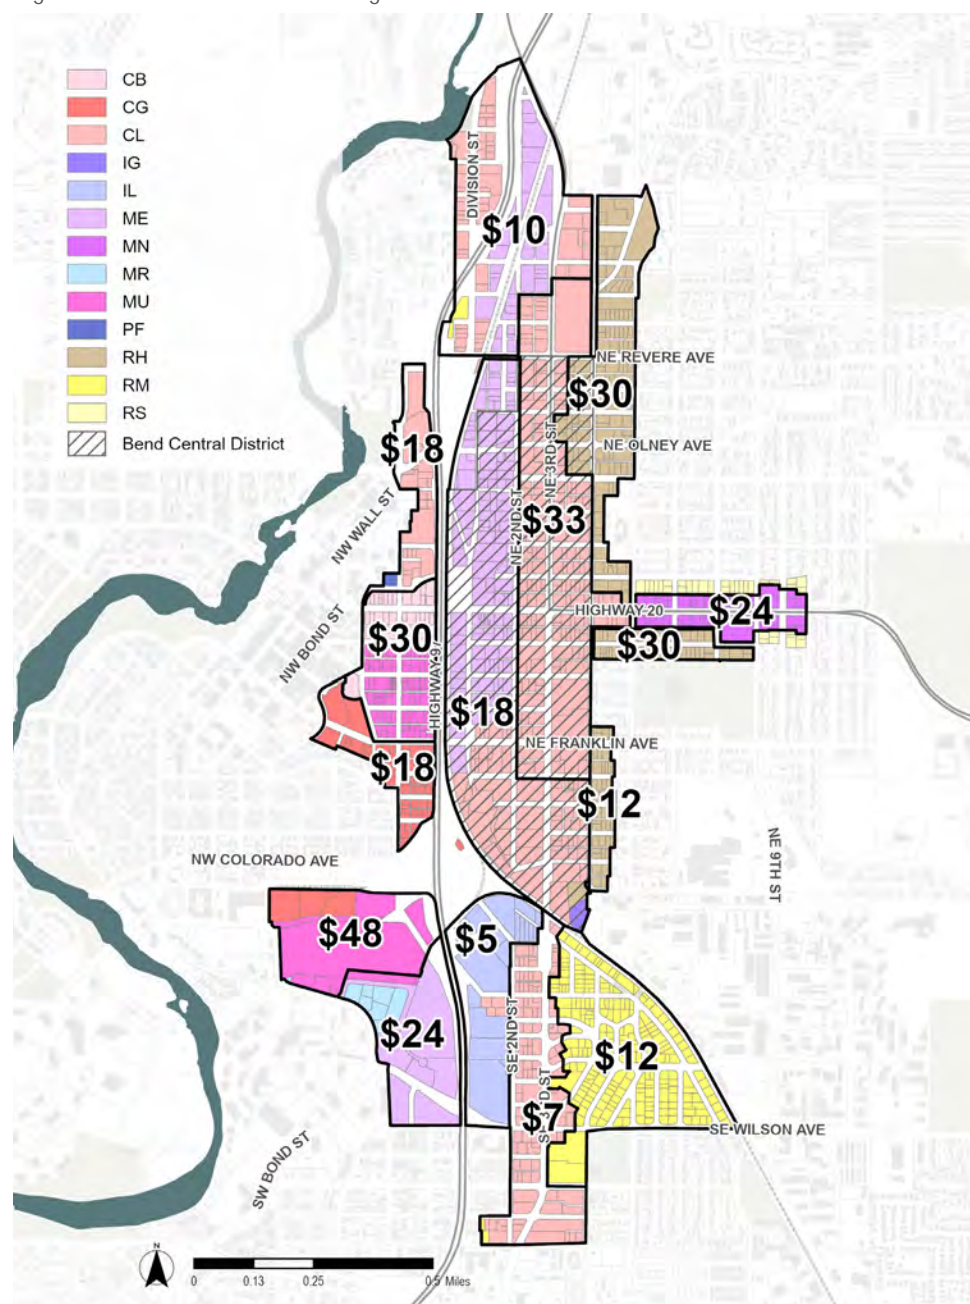 CB
CG
CL
IG
IL
ME
MN
MR
MU
PF
RH
RM
RS
Bend Central District
DIVISION ST
$10
NE REVERE AVE
$30
$18
NE OLNEY AVE
NE 3RD ST
NW WALL ST
NE 2ND ST
$33
HIGHWAY 20
$24
NW BOND ST
$30
$30
HIGHWAY 97
$18
NE FRANKLIN AVE
$18
$12
NW COLORADO AVE
NE 9TH ST
$48
$5
$24
SE 2ND ST
$12
$7
SE WILSON AVE
SW BOND ST
N
0 0.13 0.25 0.5 Miles